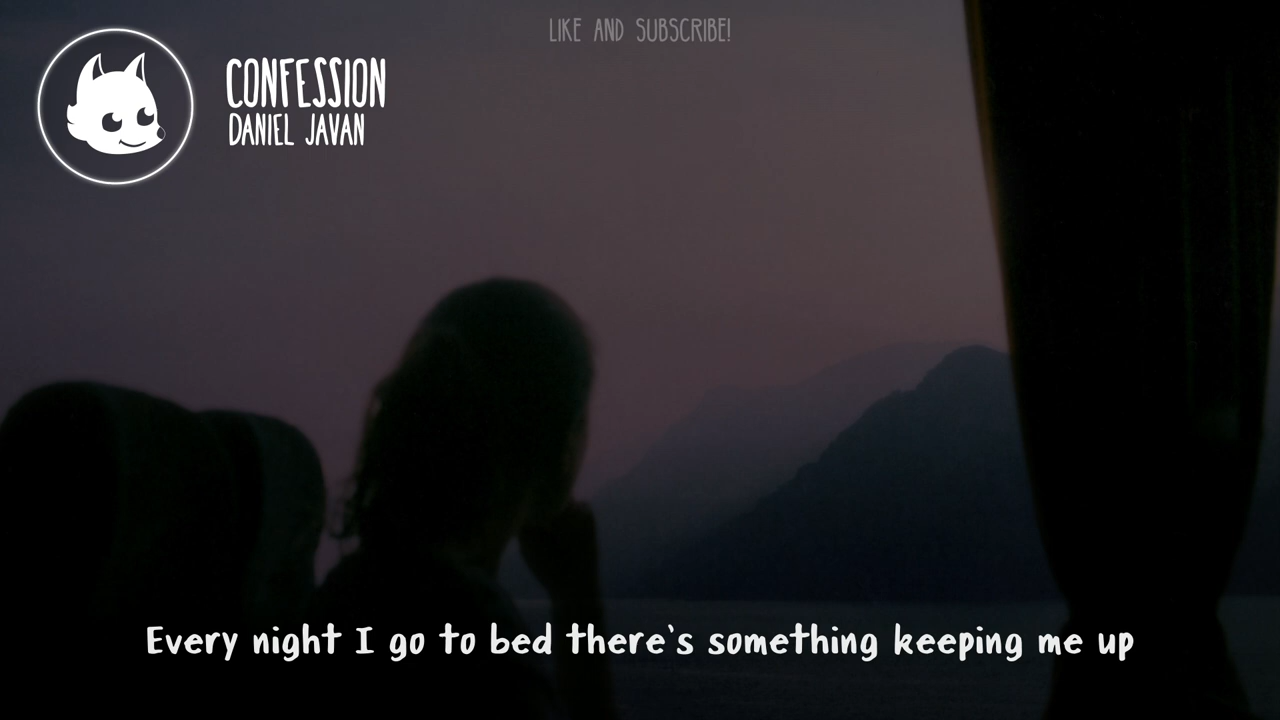 LIKE AND SUBSCRIBE!
CONFESSION
DANIEL JAVAN
Every night I go to bed there's something keeping me up